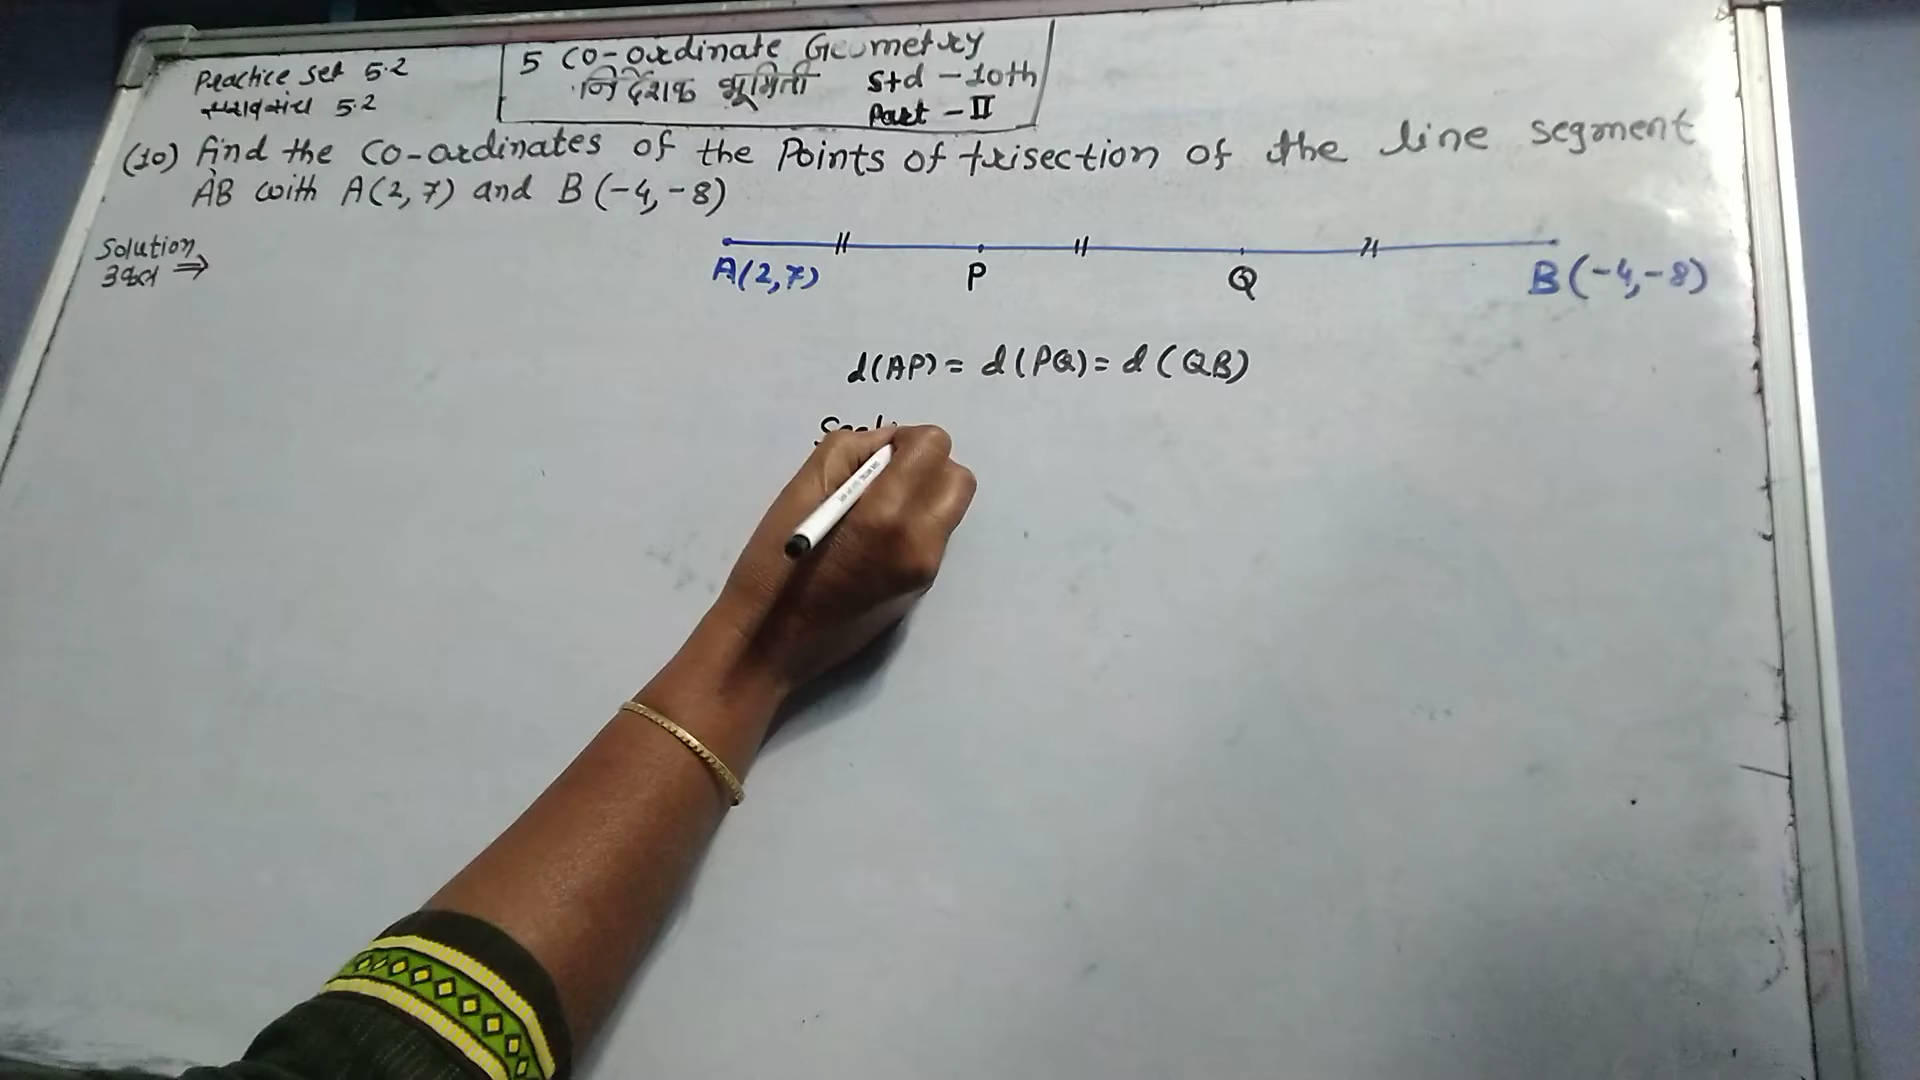 Practice Set 5.2
5.2
5 Co-ordinate Geometry
निर्देशक भूमिती Std - 10th
Part - II
(10) Find the Co-ordinates of the Points of trisection of the line segment
AB with A(2, 7) and B (-4, -8)
Solution
उकल ⇒
A(2, 7) P Q B (-4, -8)
d(AP) = d(PQ) = d(QB)